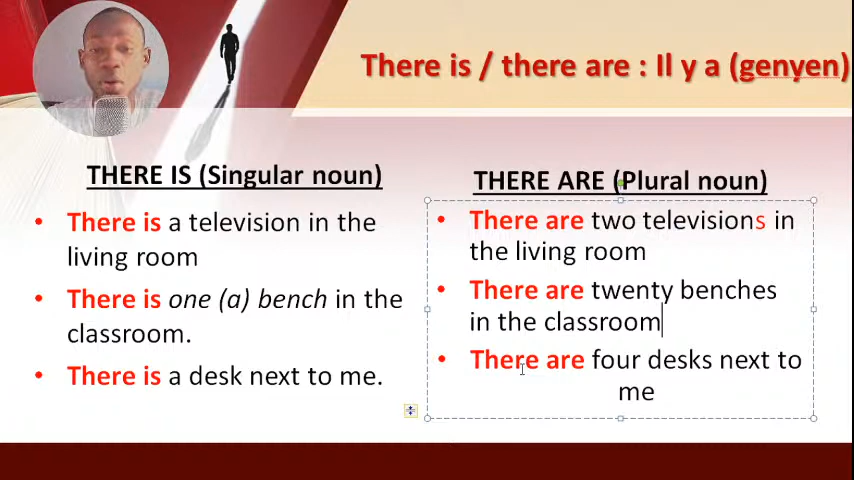 There is / there are : Il y a (genyen)
THERE IS (Singular noun)
• There is a television in the
living room
• There is one (a) bench in the
classroom.
• There is a desk next to me.
THERE ARE (Plural noun)
• There are two televisions in
the living room
• There are twenty benches
in the classroom
• There are four desks next to
me